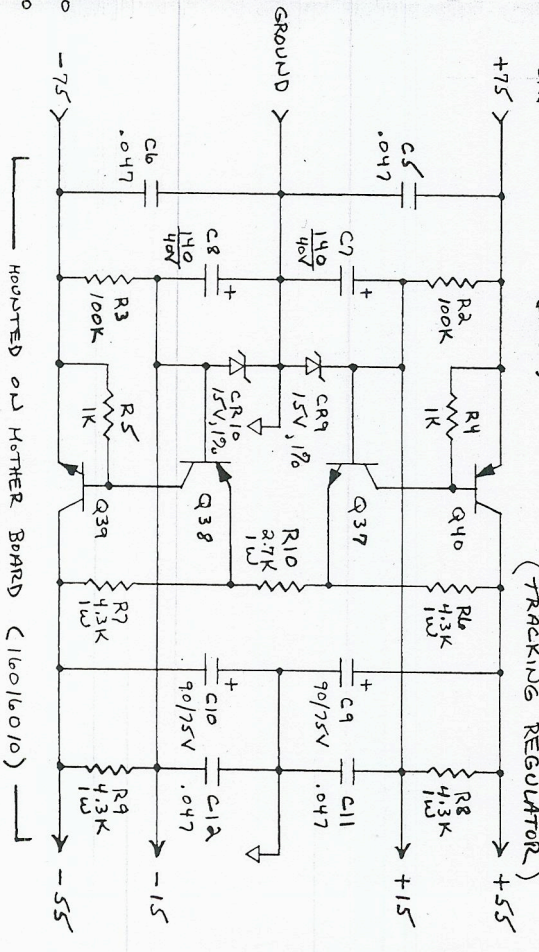 (TRACKING REGULATOR)
+75
+55
C5
.047
R2
100K
R4
1K
Q40
R6
4.3K
1W
R8
4.3K
1W
+15
C7
140
40V
+
CR9
15V, 1%
Q37
C9
90/75V
+
C11
.047
GROUND
R10
2.7K
1W
C6
.047
C8
140
40V
+
CR10
15V, 1%
Q38
C10
90/75V
+
C12
.047
-15
R3
100K
R5
1K
Q39
R7
4.3K
1W
R9
4.3K
1W
-75
-55
MOUNTED ON MOTHER BOARD (16016010)